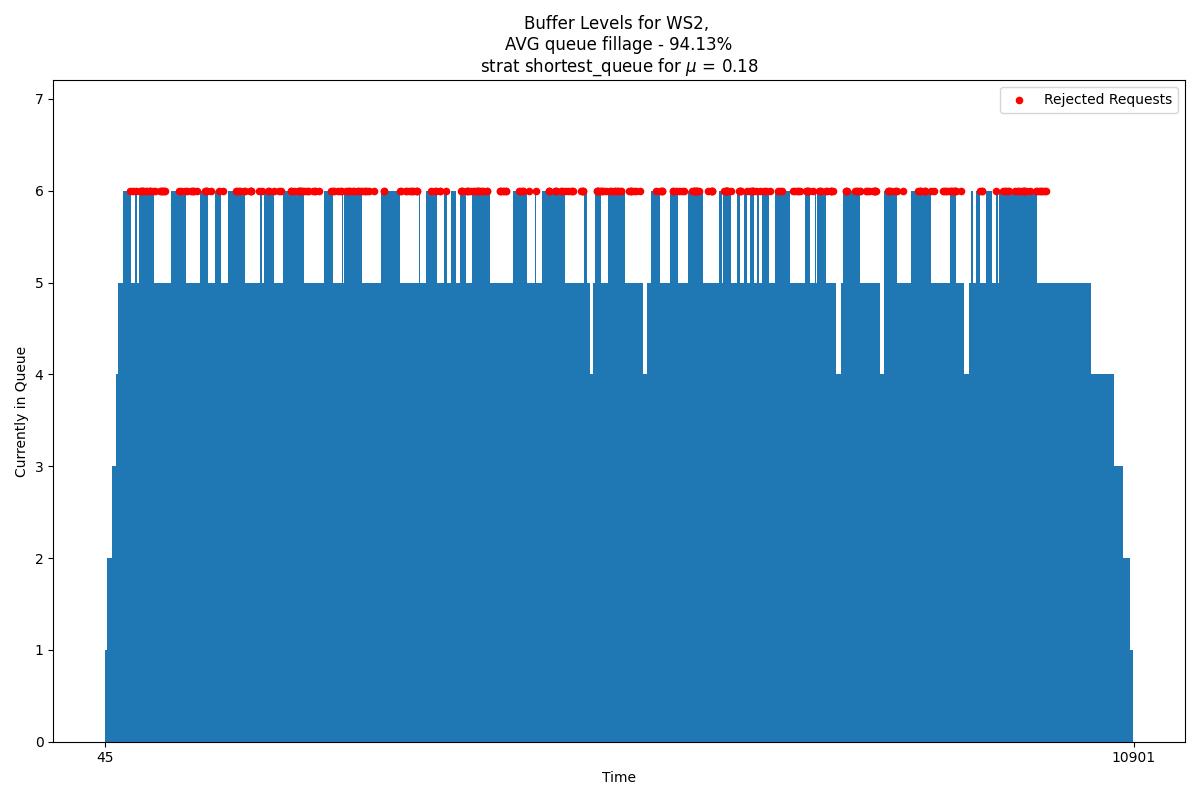 Buffer Levels for WS2,
AVG queue fillage - 94.13%
strat shortest_queue for μ = 0.18
Rejected Requests
7
6
5
4
3
2
1
0
Currently in Queue
45
10901
Time